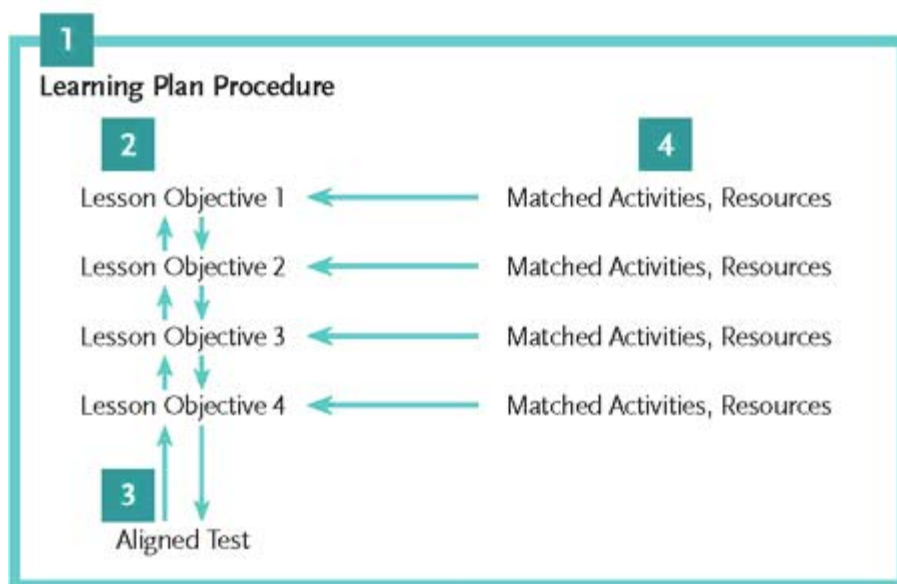 1
Learning Plan Procedure
2 4
Lesson Objective 1 Matched Activities, Resources
Lesson Objective 2 Matched Activities, Resources
Lesson Objective 3 Matched Activities, Resources
Lesson Objective 4 Matched Activities, Resources
3
Aligned Test